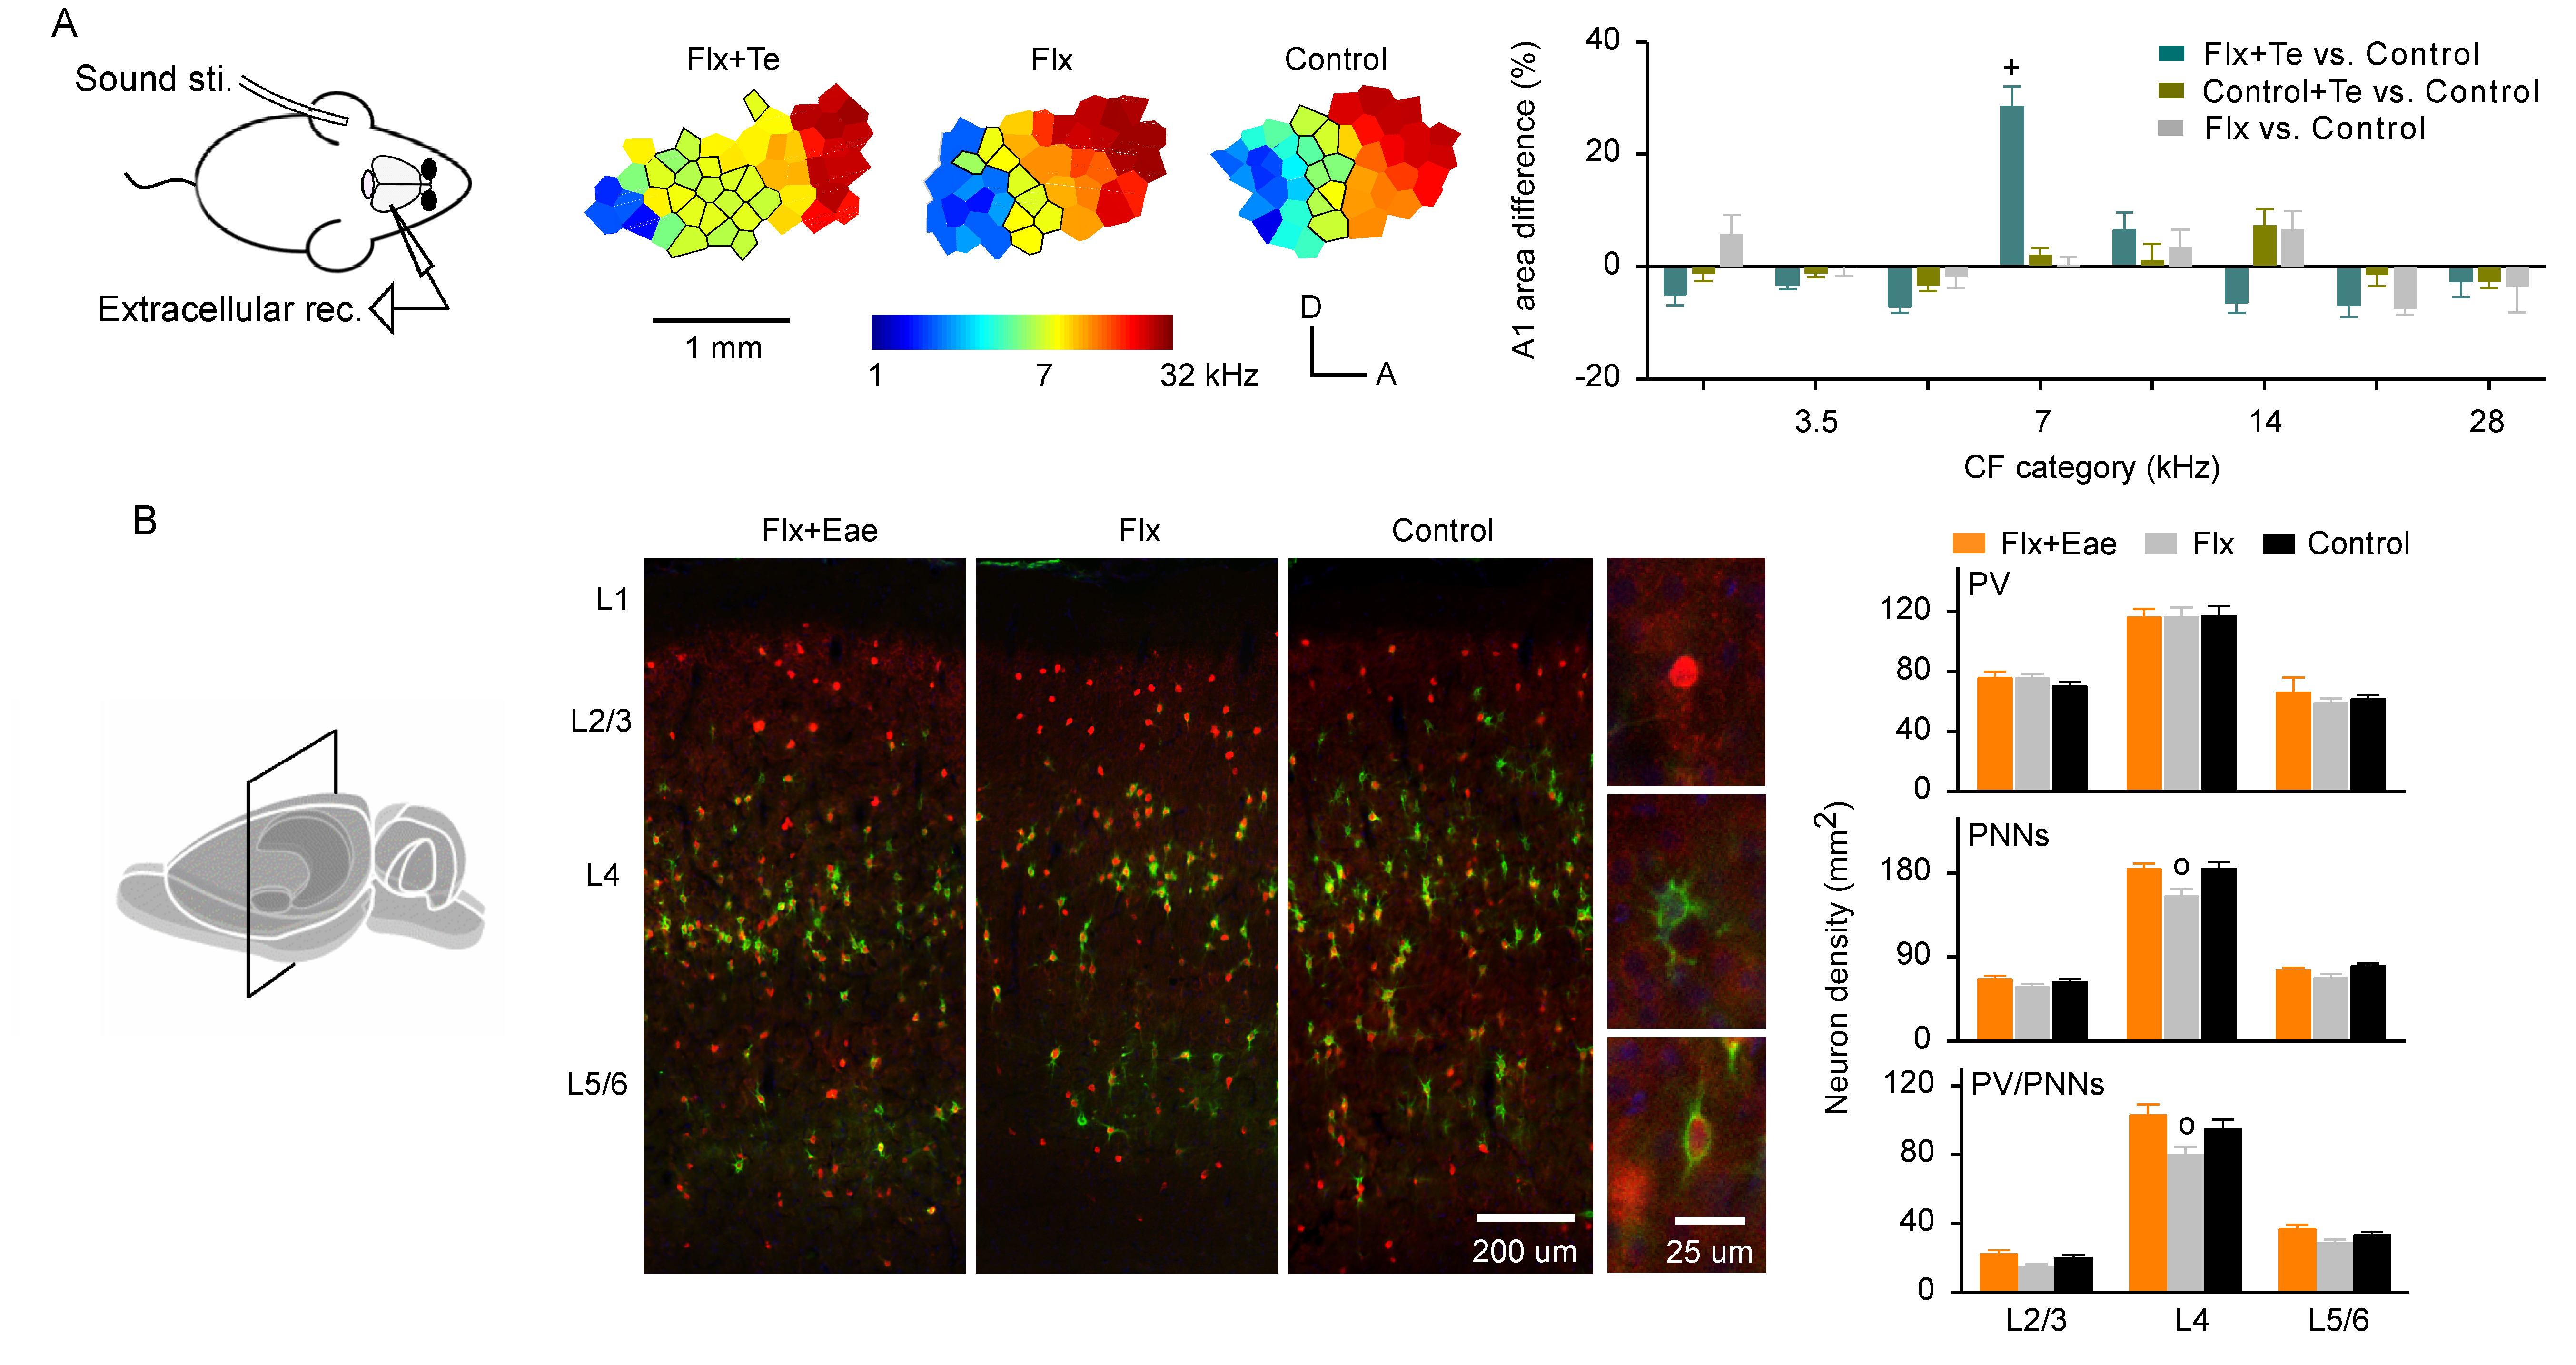 A
Sound sti.
Extracellular rec.
Flx+Te
Flx
Control
1 mm
1
7
32 kHz
D
A
A1 area difference (%)
40
20
0
-20
+
Flx+Te vs. Control
Control+Te vs. Control
Flx vs. Control
3.5
7
14
28
CF category (kHz)
B
Flx+Eae
Flx
Control
L1
L2/3
L4
L5/6
200 um
25 um
Flx+Eae
Flx
Control
Neuron density (mm2)
PV
120
80
40
0
PNNs
180
90
0
o
PV/PNNs
120
80
40
0
o
L2/3
L4
L5/6